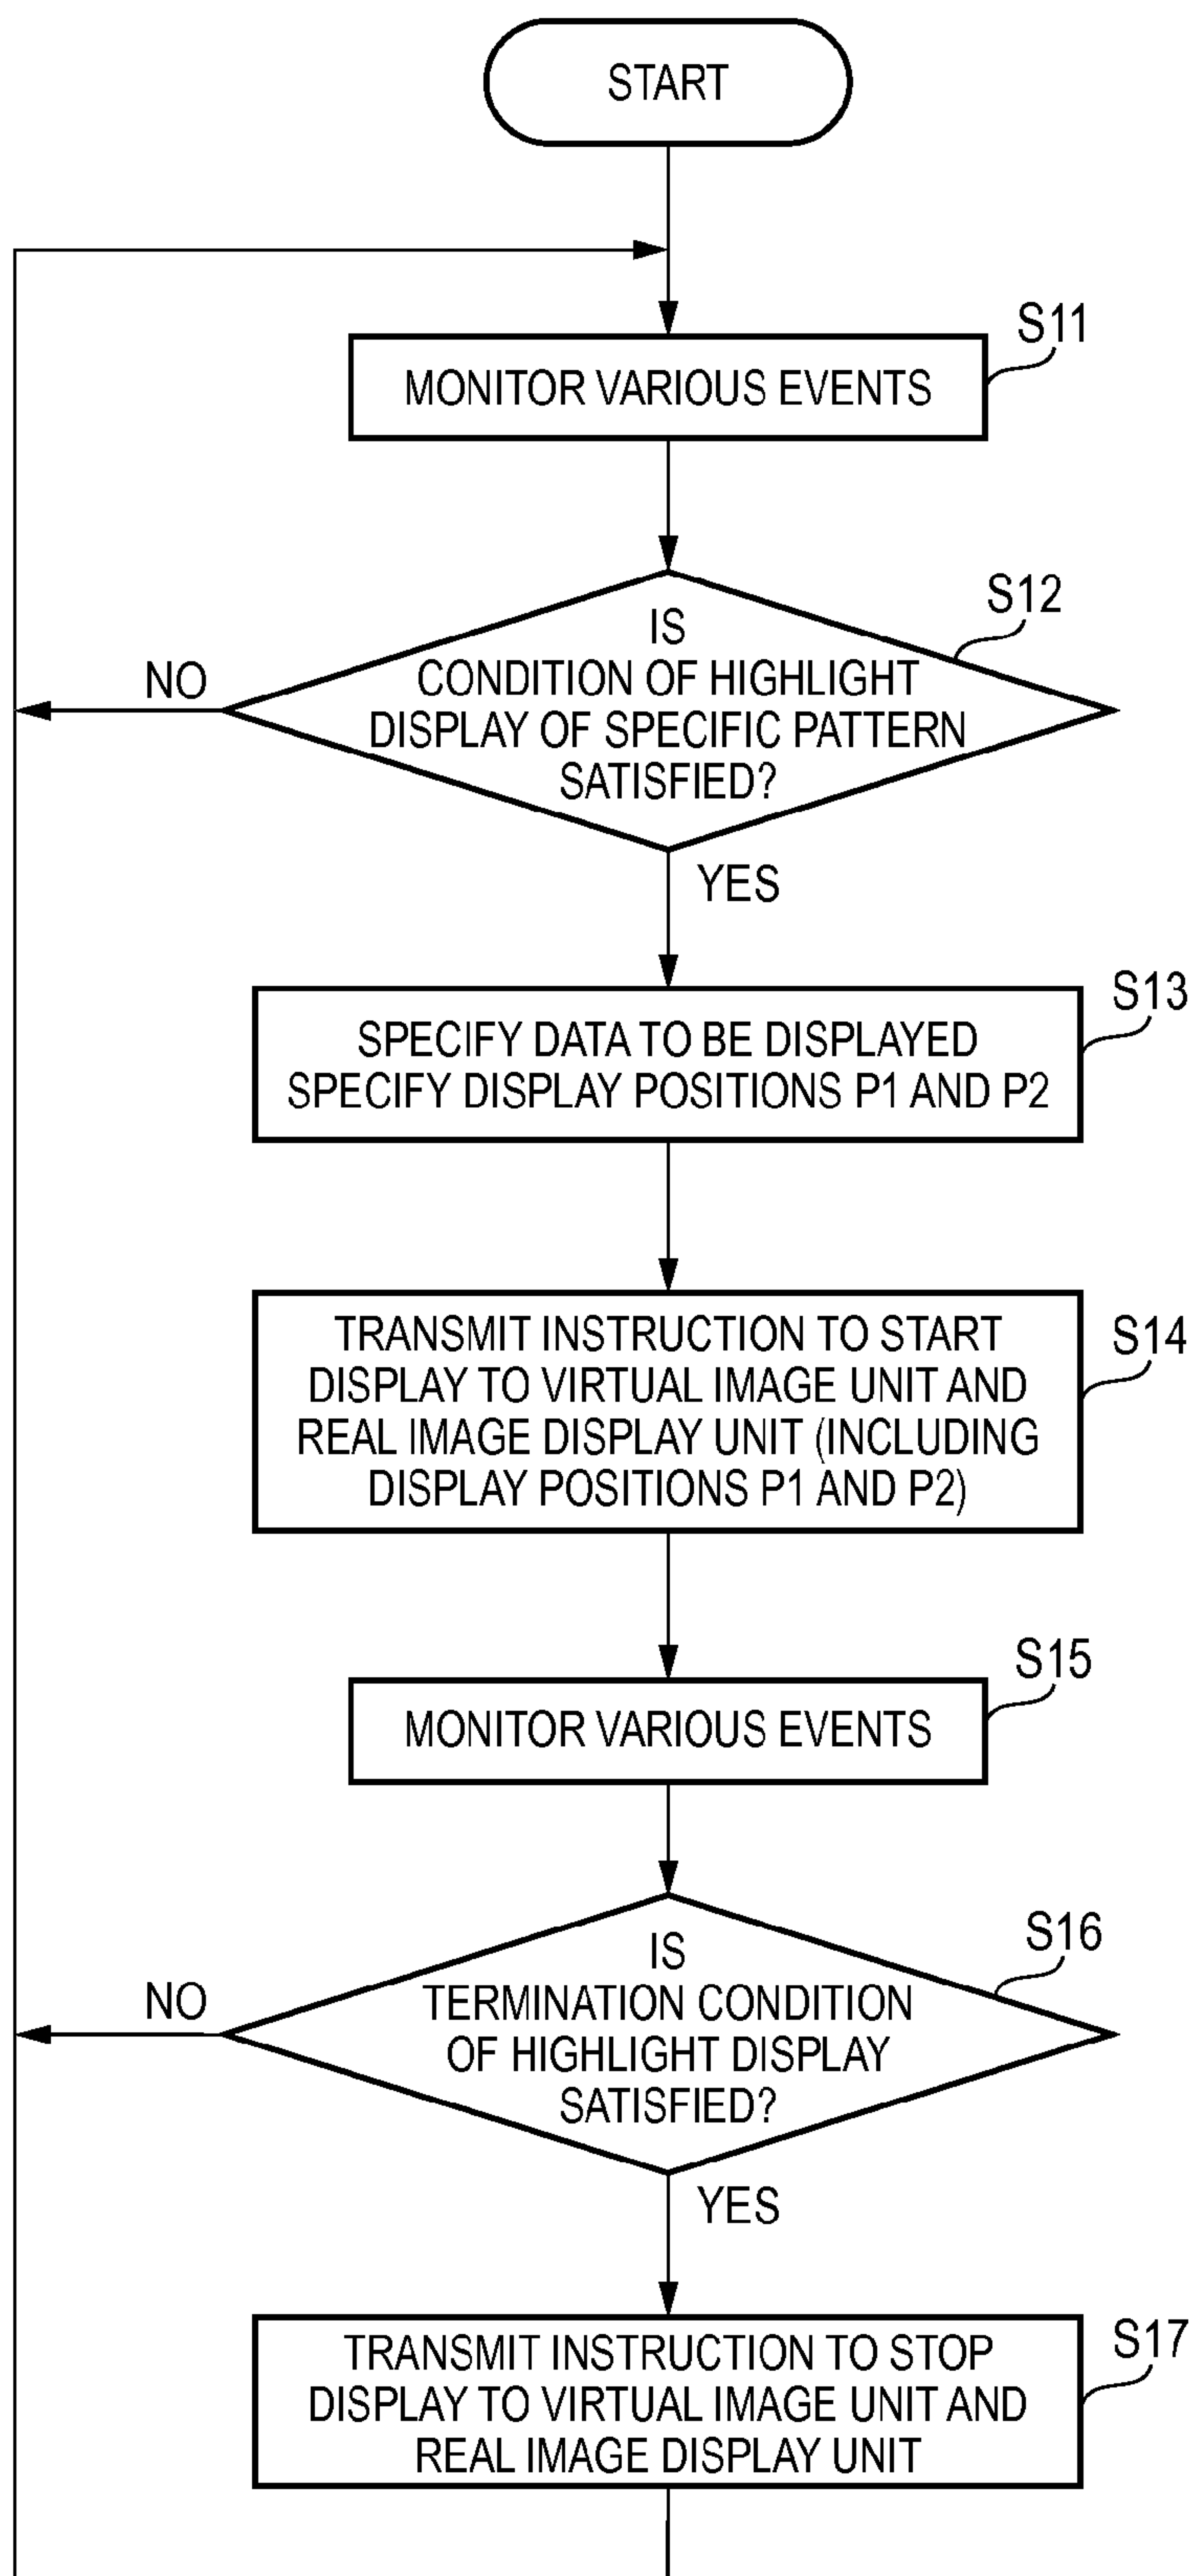 START
S11
MONITOR VARIOUS EVENTS
S12
IS
CONDITION OF HIGHLIGHT
DISPLAY OF SPECIFIC PATTERN
SATISFIED?
NO
YES
S13
SPECIFY DATA TO BE DISPLAYED
SPECIFY DISPLAY POSITIONS P1 AND P2
S14
TRANSMIT INSTRUCTION TO START
DISPLAY TO VIRTUAL IMAGE UNIT AND
REAL IMAGE DISPLAY UNIT (INCLUDING
DISPLAY POSITIONS P1 AND P2)
S15
MONITOR VARIOUS EVENTS
S16
IS
TERMINATION CONDITION
OF HIGHLIGHT DISPLAY
SATISFIED?
NO
YES
S17
TRANSMIT INSTRUCTION TO STOP
DISPLAY TO VIRTUAL IMAGE UNIT AND
REAL IMAGE DISPLAY UNIT